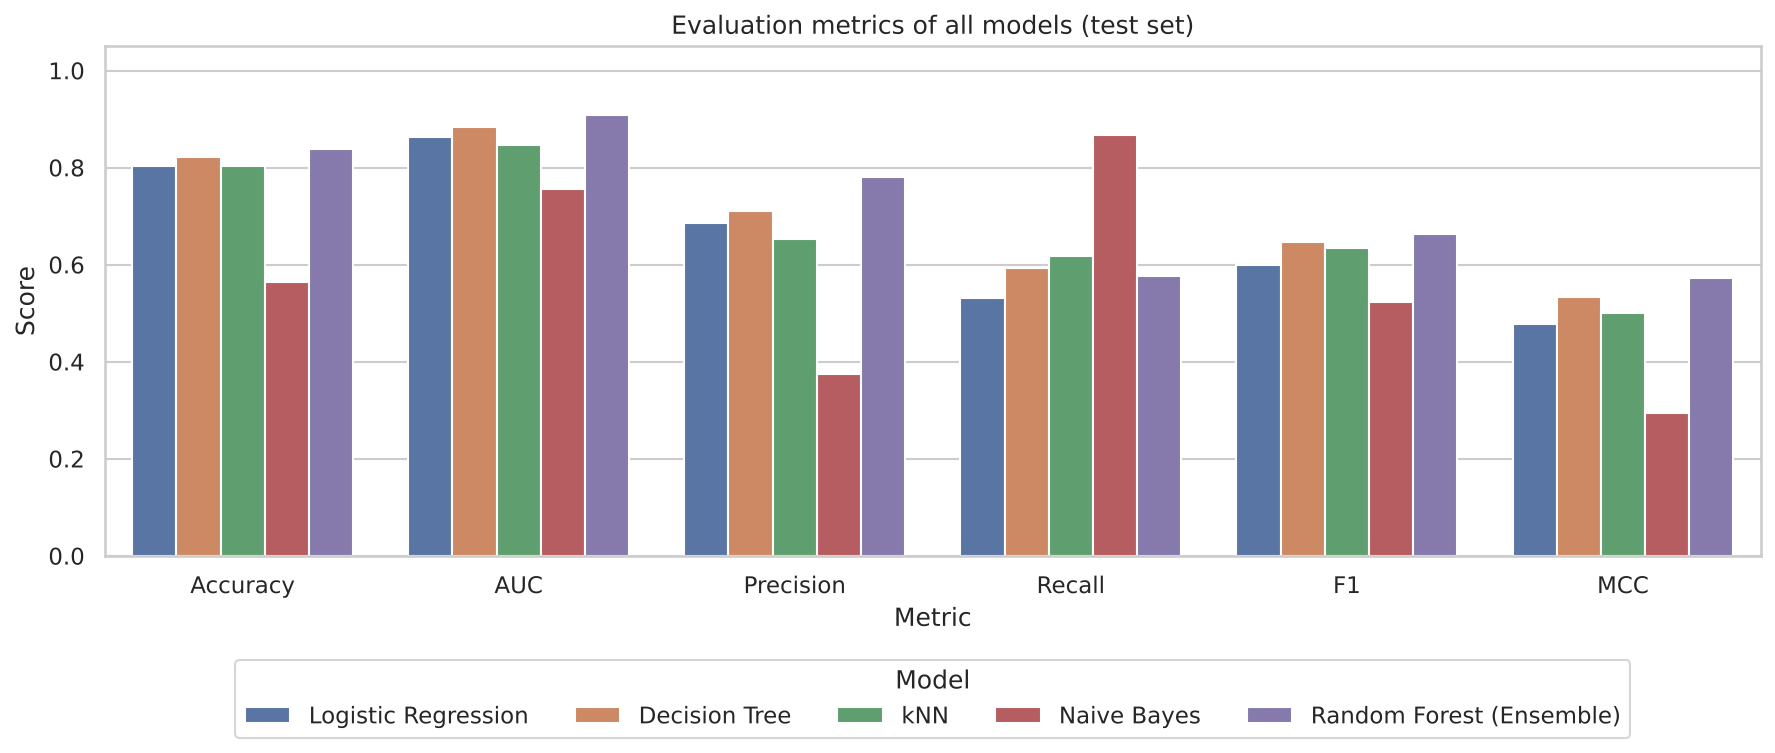 Evaluation metrics of all models (test set)
1.0
0.8
0.6
0.4
0.2
0.0
Score
Accuracy AUC Precision Recall F1 MCC
Metric
Model
Logistic Regression Decision Tree kNN Naive Bayes Random Forest (Ensemble)